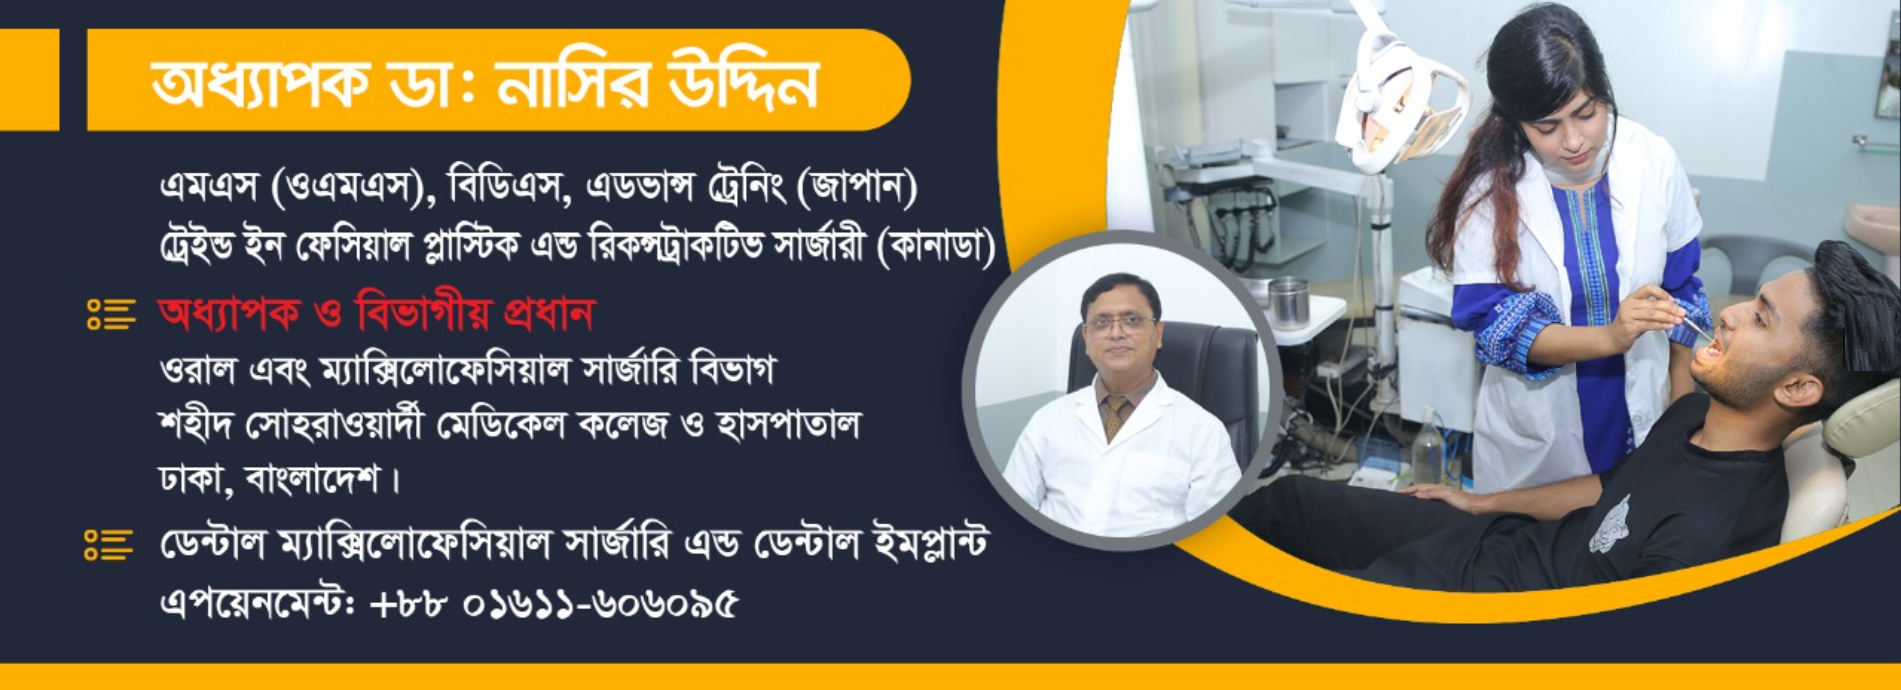 অধ্যাপক ডা: নাসির উদ্দিন
এমএস (ওএমএস), বিডিএস, এডভান্স ট্রেনিং (জাপান)
ট্রেইন্ড ইন ফেসিয়াল প্লাস্টিক এন্ড রিকন্সট্রাকটিভ সার্জারী (কানাডা)
অধ্যাপক ও বিভাগীয় প্রধান
ওরাল এবং ম্যাক্সিলোফেসিয়াল সার্জারি বিভাগ
শহীদ সোহরাওয়ার্দী মেডিকেল কলেজ ও হাসপাতাল
ঢাকা, বাংলাদেশ।
ডেন্টাল ম্যাক্সিলোফেসিয়াল সার্জারি এন্ড ডেন্টাল ইমপ্লান্ট
এপয়েনমেন্ট: +৮৮ ০১৬১১-৬০৬০৯৫